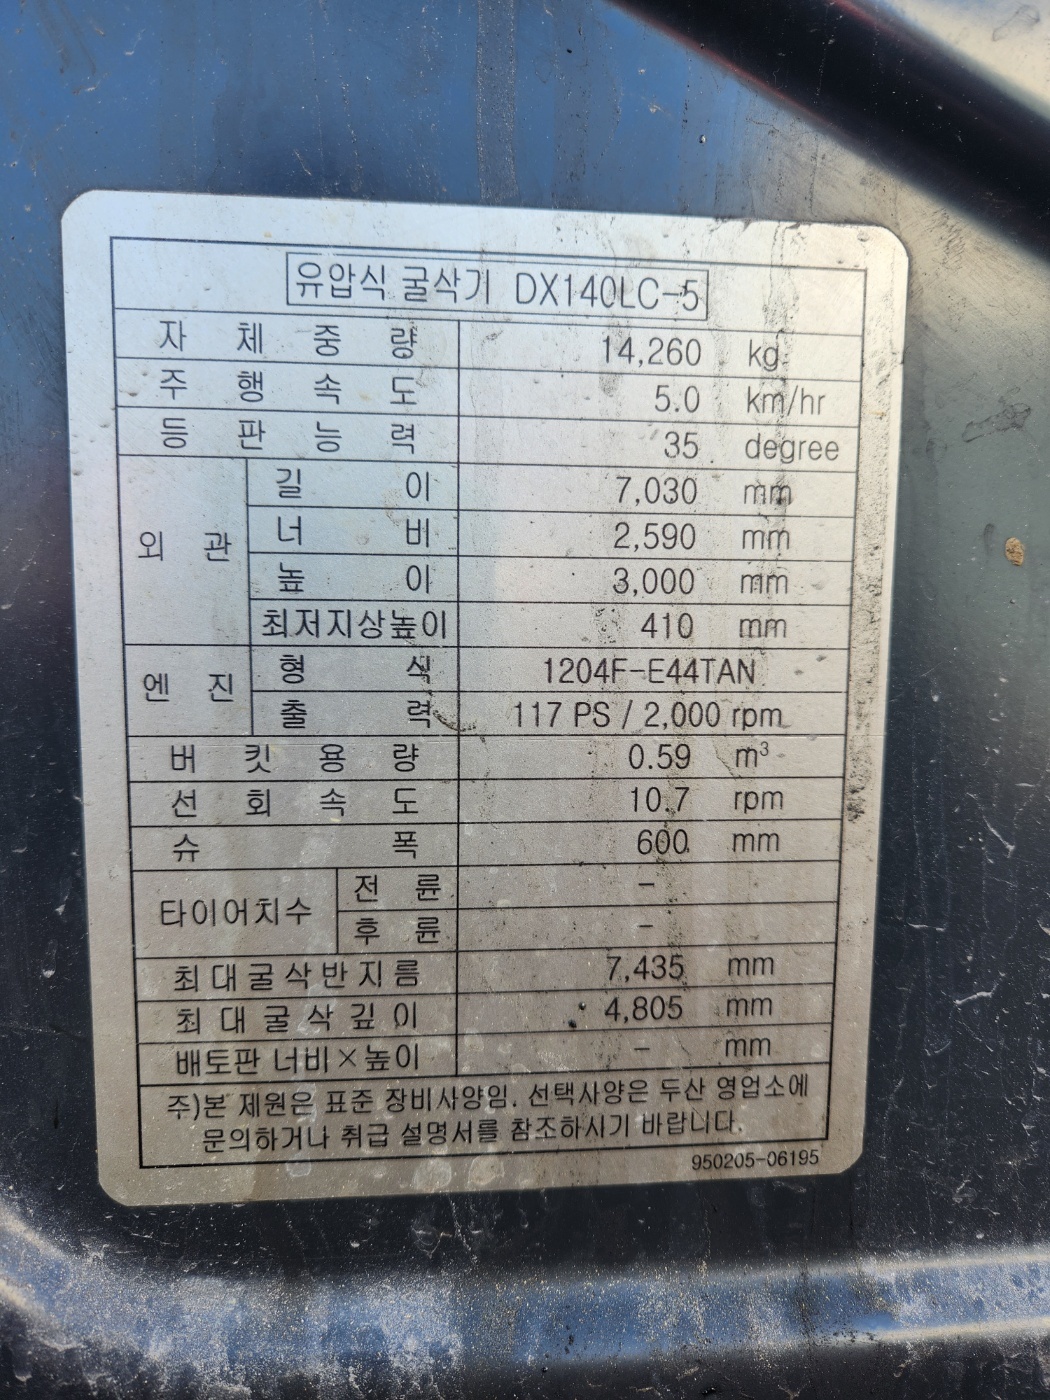 유압식 굴삭기 DX140LC-5
자체중량 14,260 kg
주행속도 5.0 km/hr
등판능력 35 degree
외관 길이 7,030 mm
너비 2,590 mm
높이 3,000 mm
최저지상높이 410 mm
엔진 형식 1204F-E44TAN
출력 117 PS / 2,000 rpm
버킷용량 0.59 m³
선회속도 10.7 rpm
슈폭 600 mm
타이어치수 전륜 -
후륜 -
최대굴삭반지름 7,435 mm
최대굴삭깊이 4,805 mm
배토판 너비×높이 - mm
주)본 제원은 표준 장비사양임. 선택사양은 두산 영업소에
문의하거나 취급 설명서를 참조하시기 바랍니다.
950205-06195